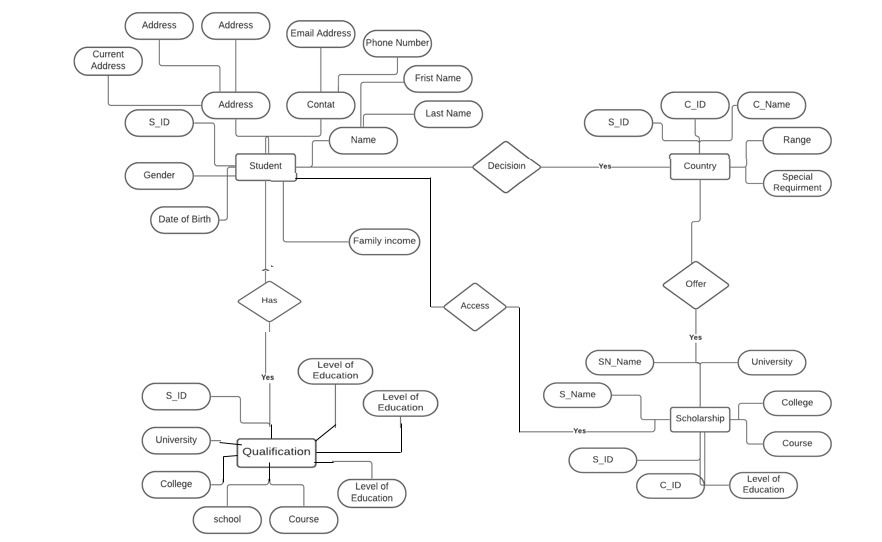 Address
Address
Email Address
Phone Number
Current
Address
Frist Name
Address
Contat
Last Name
S_ID
Name
S_ID
C_ID
C_Name
Range
Student
Decision
Yes
Country
Gender
Special
Requirment
Date of Birth
Family income
Offer
Has
Access
Yes
SN_Name
University
Yes
Level of
Education
S_ID
Level of
Education
S_Name
College
Scholarship
Yes
University
Qualification
Course
S_ID
College
Level of
Education
C_ID
Level of
Education
school
Course